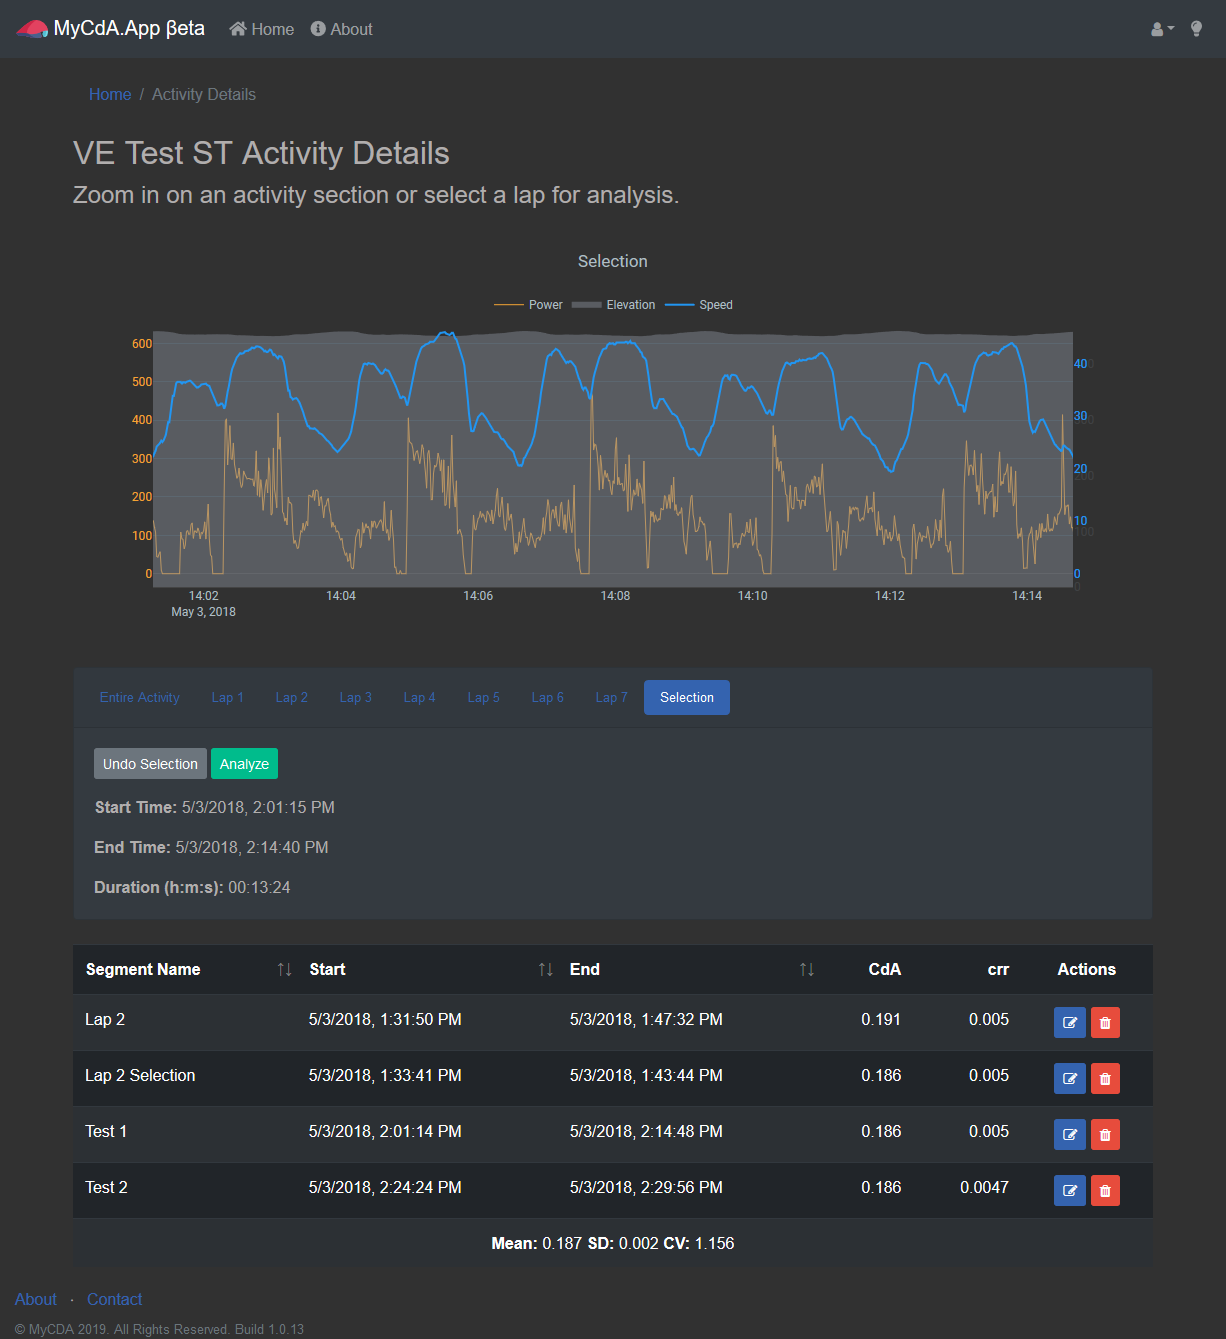 MyCdA.App βeta Home About
Home / Activity Details
VE Test ST Activity Details
Zoom in on an activity section or select a lap for analysis.
Selection
Power Elevation Speed
600
500
400
300
200
100
0
40
30
20
10
0
14:02 14:04 14:06 14:08 14:10 14:12 14:14
May 3, 2018
Entire Activity Lap 1 Lap 2 Lap 3 Lap 4 Lap 5 Lap 6 Lap 7 Selection
Undo Selection Analyze
Start Time: 5/3/2018, 2:01:15 PM
End Time: 5/3/2018, 2:14:40 PM
Duration (h:m:s): 00:13:24
Segment Name Start End CdA crr Actions
Lap 2 5/3/2018, 1:31:50 PM 5/3/2018, 1:47:32 PM 0.191 0.005
Lap 2 Selection 5/3/2018, 1:33:41 PM 5/3/2018, 1:43:44 PM 0.186 0.005
Test 1 5/3/2018, 2:01:14 PM 5/3/2018, 2:14:48 PM 0.186 0.005
Test 2 5/3/2018, 2:24:24 PM 5/3/2018, 2:29:56 PM 0.186 0.0047
Mean: 0.187 SD: 0.002 CV: 1.156
About · Contact
© MyCDA 2019. All Rights Reserved. Build 1.0.13